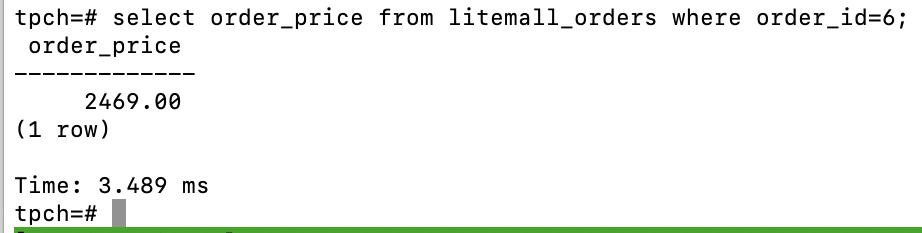 tpch=# select order_price from litemall_orders where order_id=6;
order_price
-------------
2469.00
(1 row)
Time: 3.489 ms
tpch=#